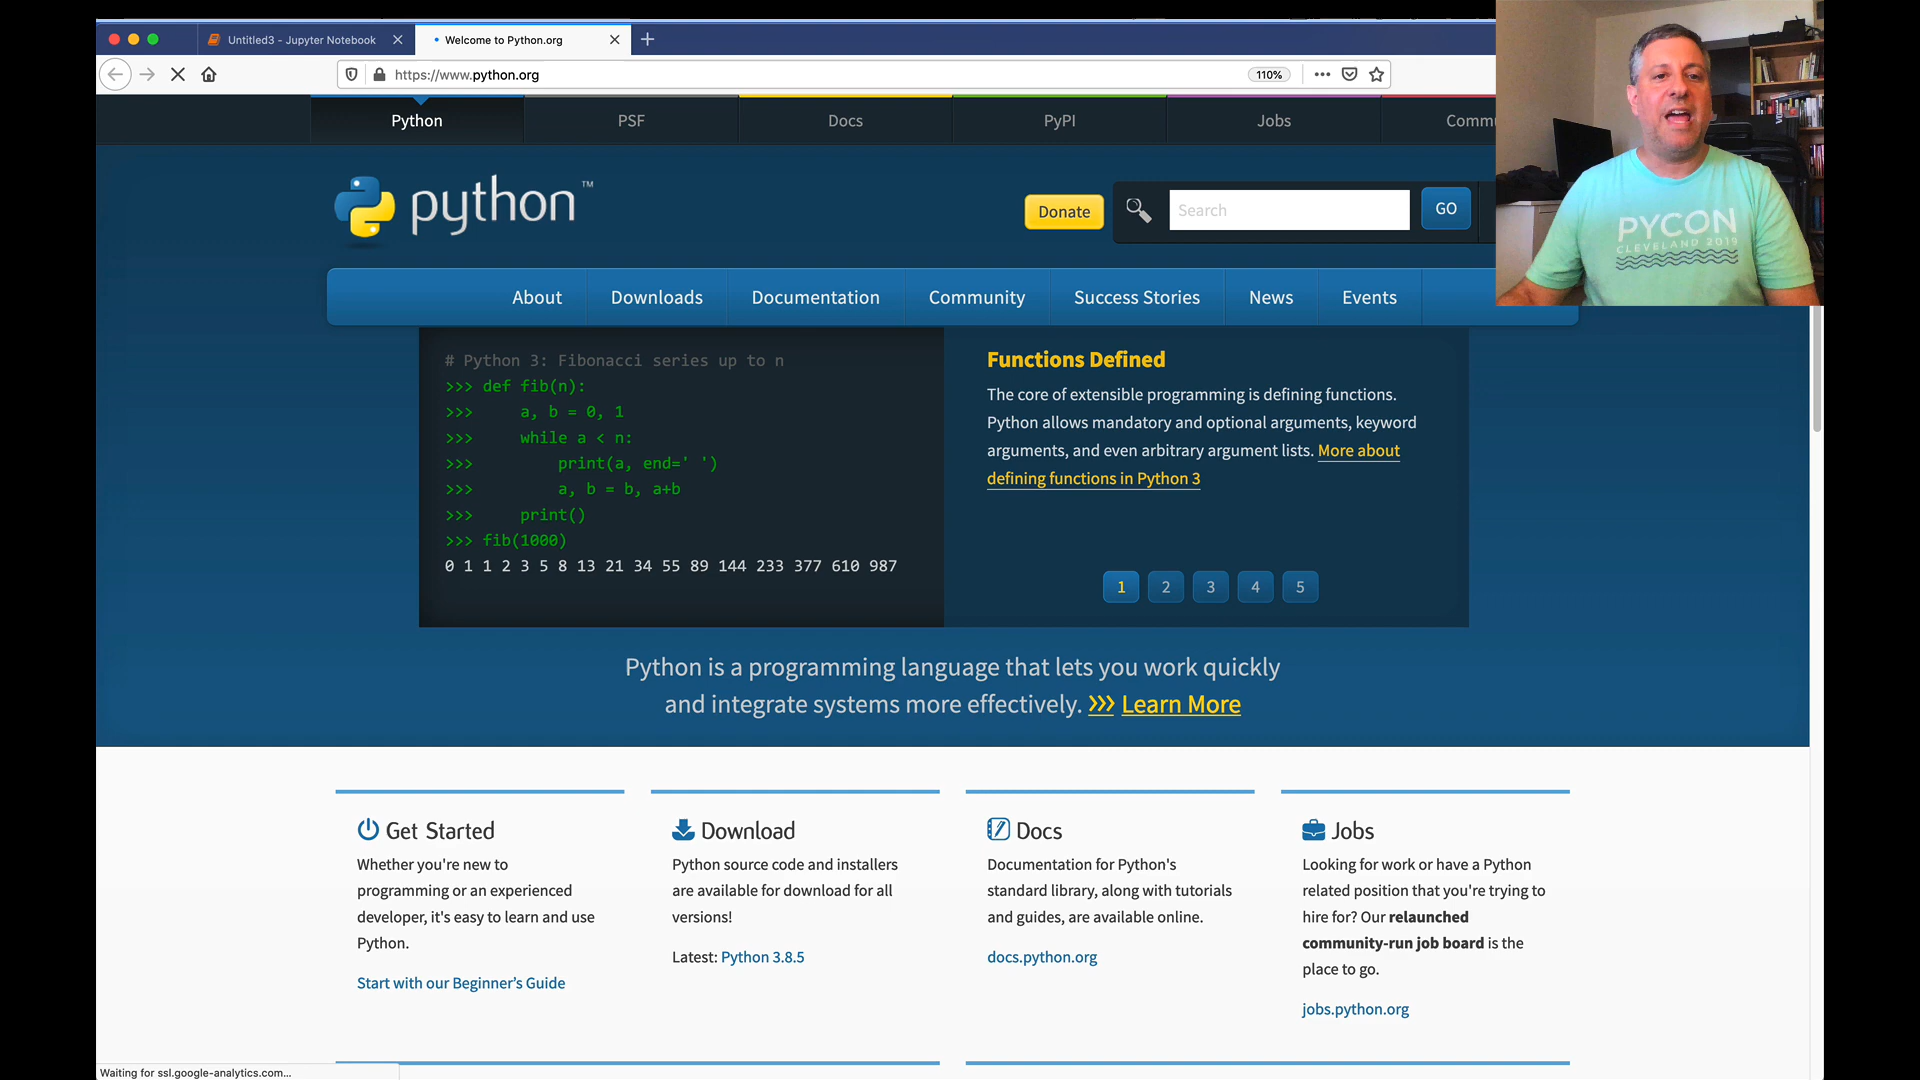 Untitled3 - Jupyter Notebook
Welcome to Python.org
https://www.python.org
110%
Python
PSF
Docs
PyPI
Jobs
Commu
python™
Donate
Search
GO
PYCON
CLEVELAND 2019
About
Downloads
Documentation
Community
Success Stories
News
Events
# Python 3: Fibonacci series up to n
>>> def fib(n):
>>>     a, b = 0, 1
>>>     while a < n:
>>>         print(a, end=' ')
>>>         a, b = b, a+b
>>>     print()
>>> fib(1000)
0 1 1 2 3 5 8 13 21 34 55 89 144 233 377 610 987
Functions Defined
The core of extensible programming is defining functions.
Python allows mandatory and optional arguments, keyword
arguments, and even arbitrary argument lists. More about
defining functions in Python 3
1
2
3
4
5
Python is a programming language that lets you work quickly
and integrate systems more effectively. >>> Learn More
Get Started
Whether you're new to
programming or an experienced
developer, it's easy to learn and use
Python.
Start with our Beginner’s Guide
Download
Python source code and installers
are available for download for all
versions!
Latest: Python 3.8.5
Docs
Documentation for Python's
standard library, along with tutorials
and guides, are available online.
docs.python.org
Jobs
Looking for work or have a Python
related position that you're trying to
hire for? Our relaunched
community-run job board is the
place to go.
jobs.python.org
Waiting for ssl.google-analytics.com...